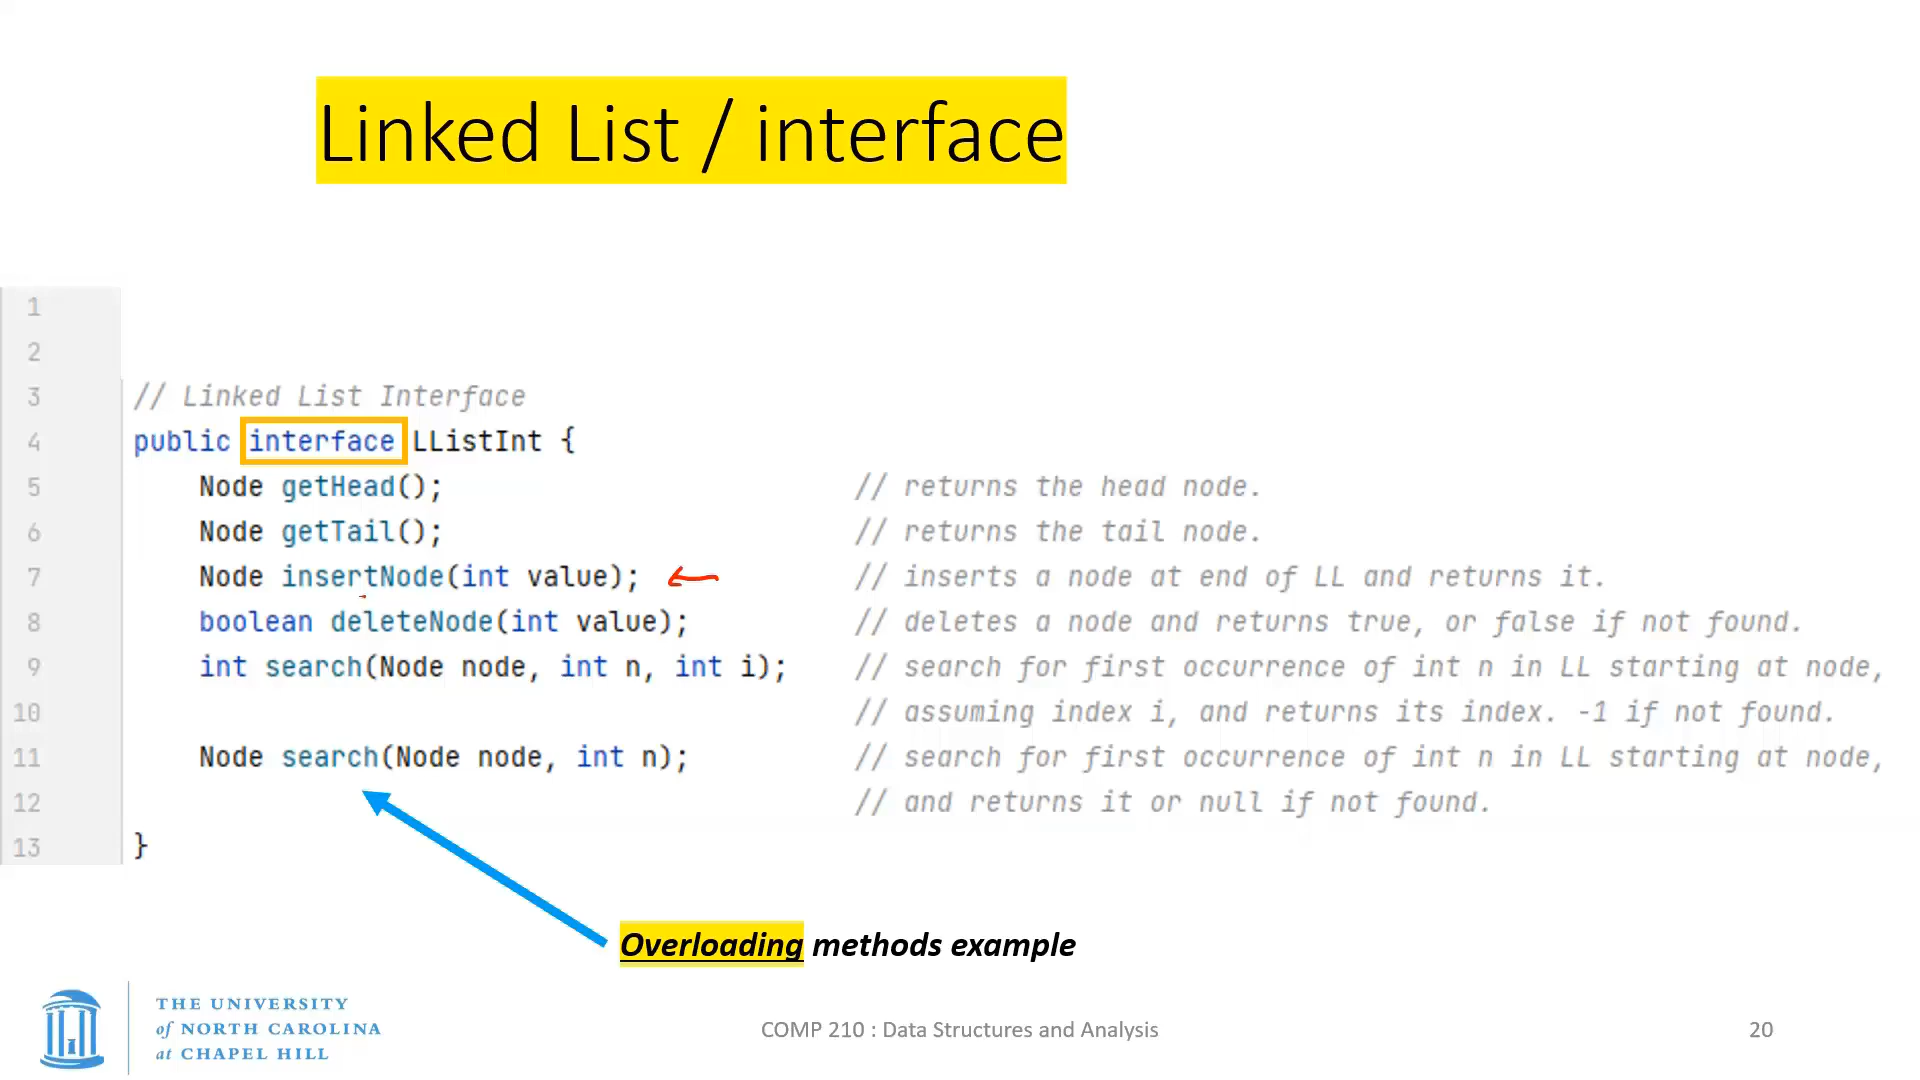 Linked List / interface
1
2
3 // Linked List Interface
4 public interface LListInt {
5 Node getHead(); // returns the head node.
6 Node getTail(); // returns the tail node.
7 Node insertNode(int value); // inserts a node at end of LL and returns it.
8 boolean deleteNode(int value); // deletes a node and returns true, or false if not found.
9 int search(Node node, int n, int i); // search for first occurrence of int n in LL starting at node,
10 // assuming index i, and returns its index. -1 if not found.
11 Node search(Node node, int n); // search for first occurrence of int n in LL starting at node,
12 // and returns it or null if not found.
13 }
Overloading methods example
THE UNIVERSITY
of NORTH CAROLINA
at CHAPEL HILL
COMP 210 : Data Structures and Analysis
20